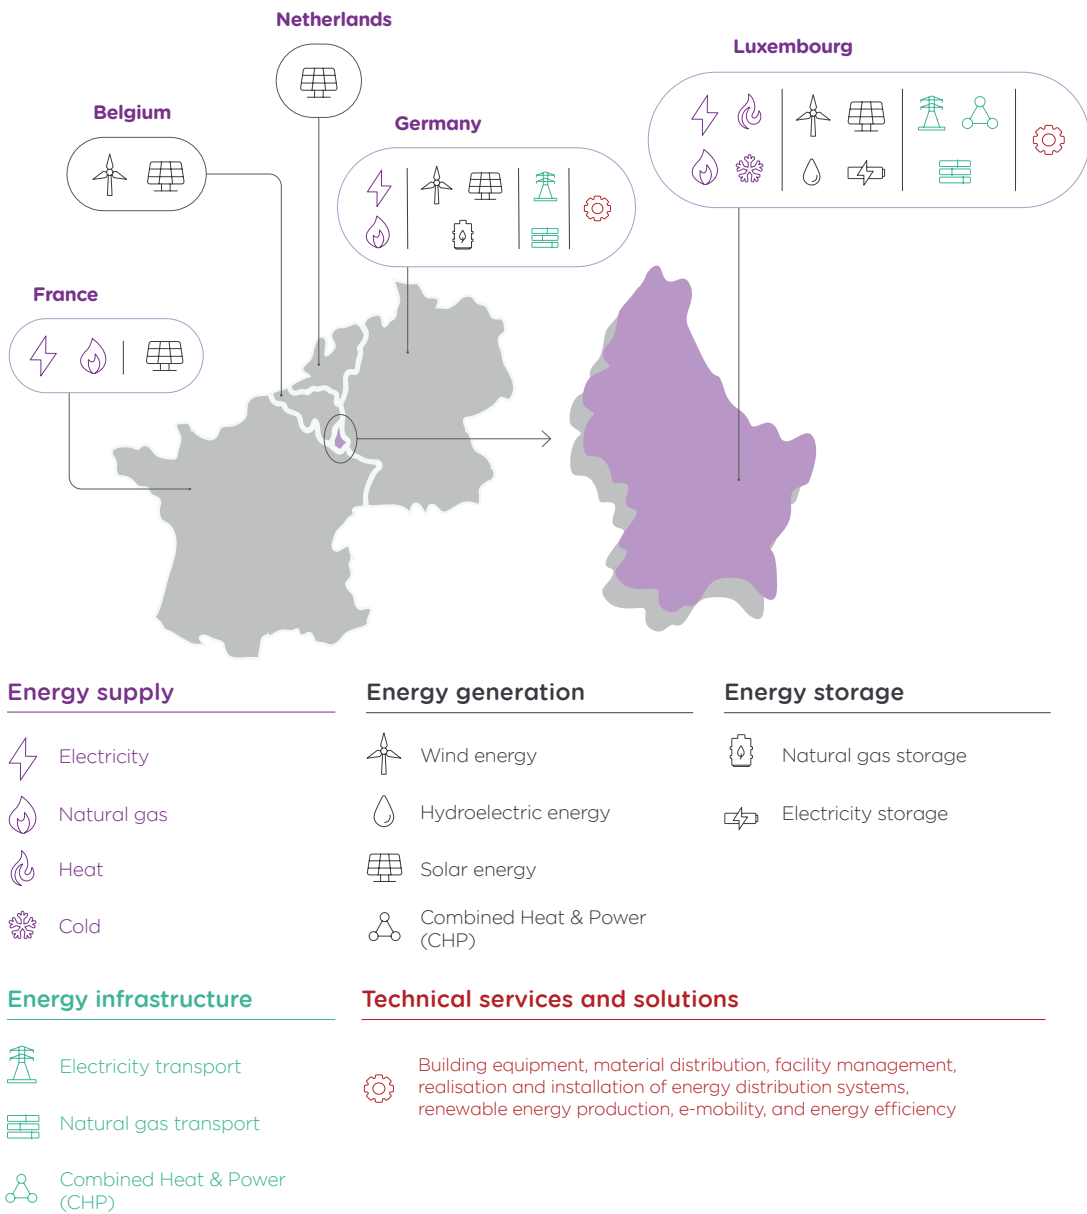 Netherlands
Luxembourg
Belgium
Germany
France
Energy supply
Electricity
Natural gas
Heat
Cold
Energy generation
Wind energy
Hydroelectric energy
Solar energy
Combined Heat & Power
(CHP)
Energy storage
Natural gas storage
Electricity storage
Energy infrastructure
Electricity transport
Natural gas transport
Combined Heat & Power
(CHP)
Technical services and solutions
Building equipment, material distribution, facility management,
realisation and installation of energy distribution systems,
renewable energy production, e-mobility, and energy efficiency